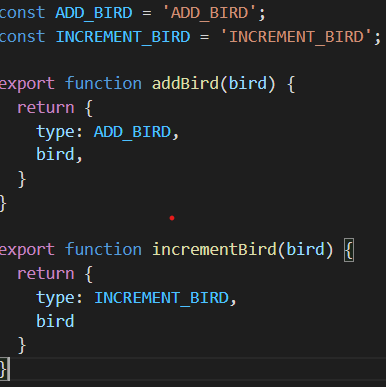 const ADD_BIRD = 'ADD_BIRD';
const INCREMENT_BIRD = 'INCREMENT_BIRD';
export function addBird(bird) {
  return {
    type: ADD_BIRD,
    bird,
  }
}
export function incrementBird(bird) {
  return {
    type: INCREMENT_BIRD,
    bird
  }
}